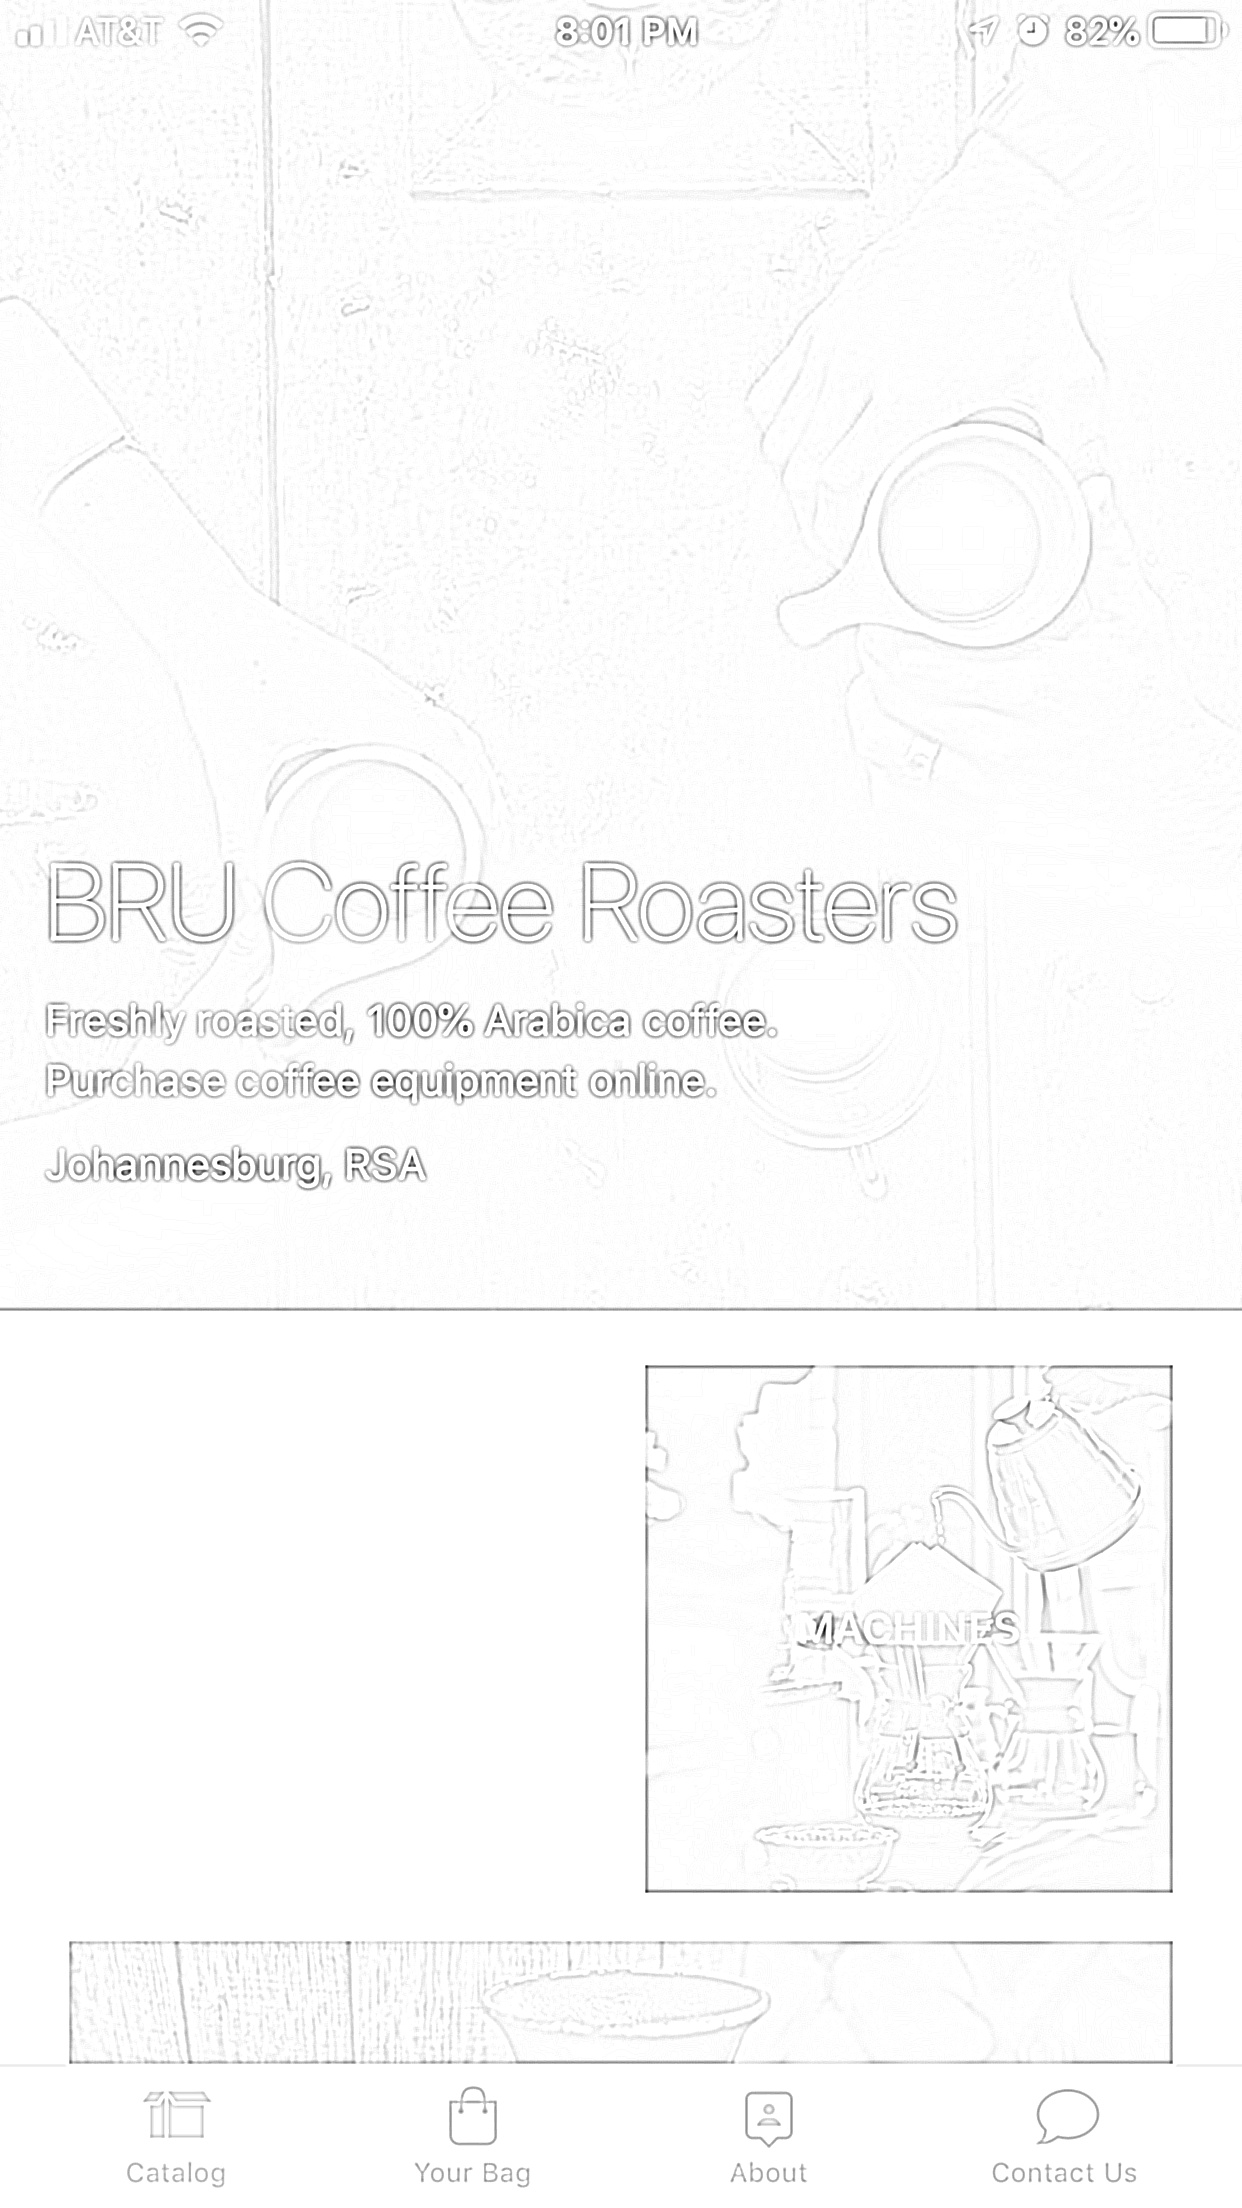 AT&T 8:01 PM 82%
BRU Coffee Roasters
Freshly roasted, 100% Arabica coffee.
Purchase coffee equipment online.
Johannesburg, RSA
MACHINES
Catalog Your Bag About Contact Us